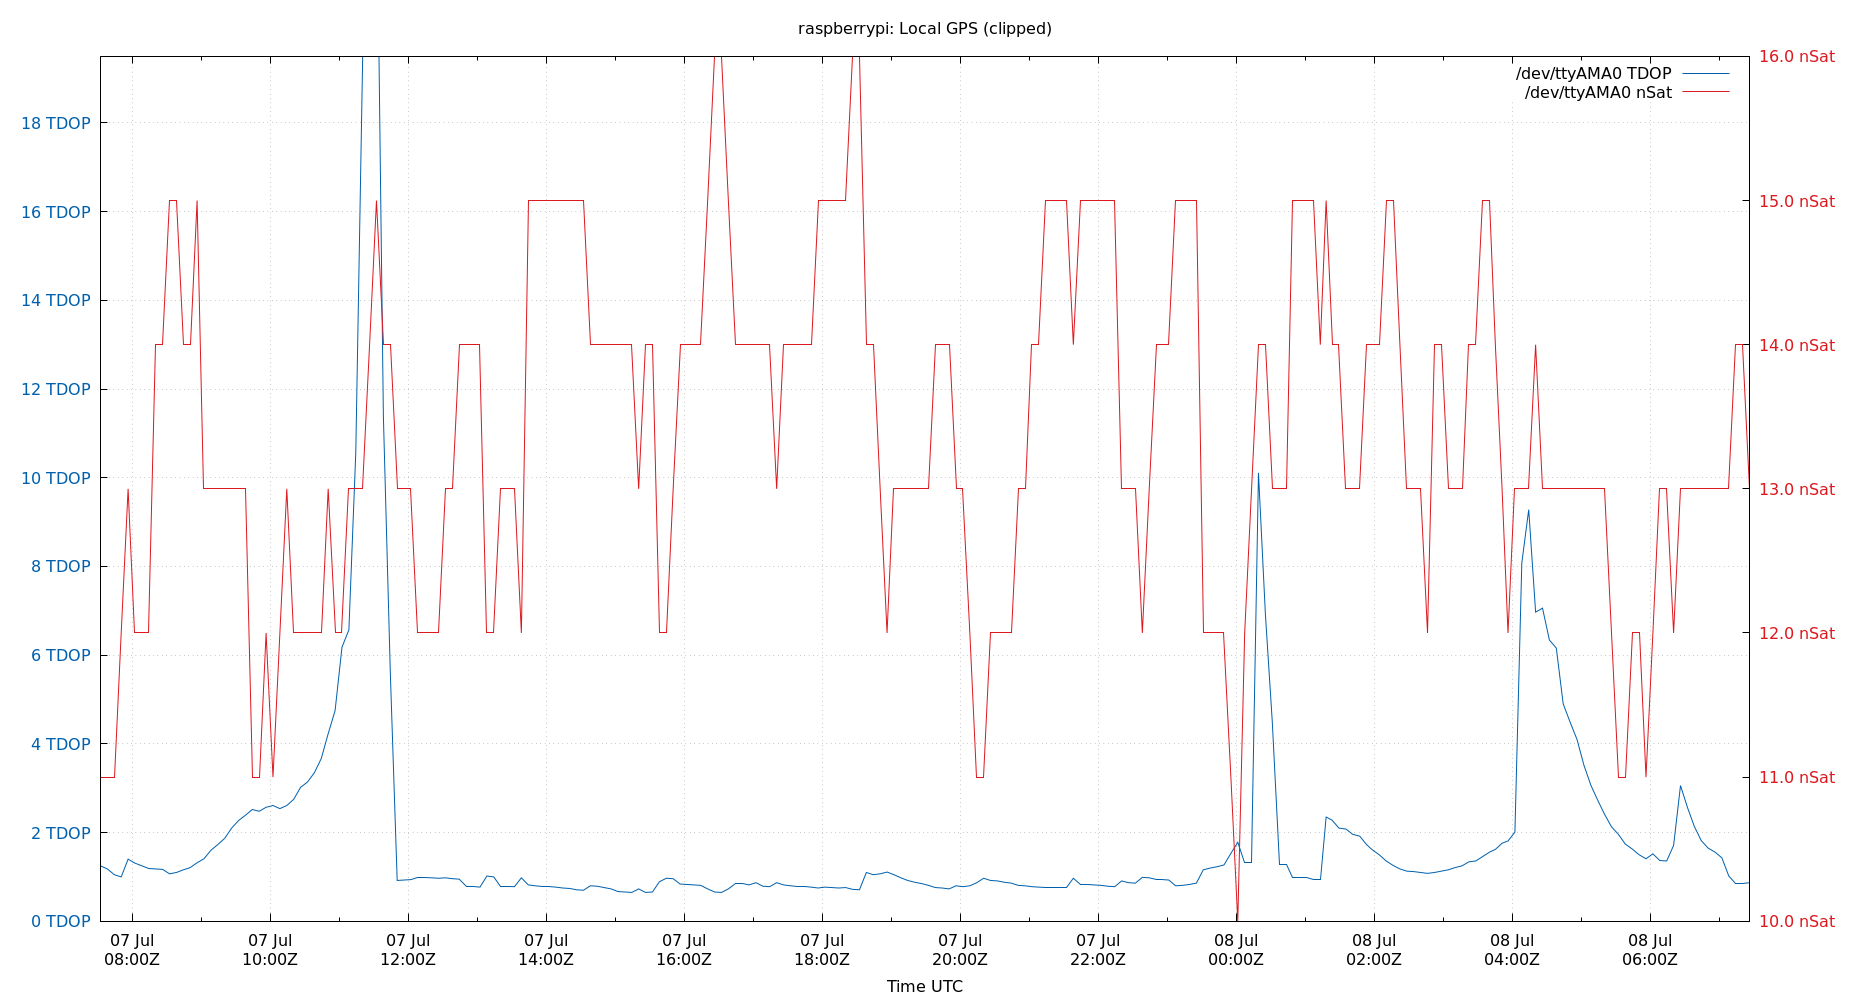 raspberrypi: Local GPS (clipped)
/dev/ttyAMA0 TDOP
/dev/ttyAMA0 nSat
18 TDOP
16 TDOP
14 TDOP
12 TDOP
10 TDOP
8 TDOP
6 TDOP
4 TDOP
2 TDOP
0 TDOP
16.0 nSat
15.0 nSat
14.0 nSat
13.0 nSat
12.0 nSat
11.0 nSat
10.0 nSat
07 Jul 07 Jul 07 Jul 07 Jul 07 Jul 07 Jul 07 Jul 07 Jul 08 Jul 08 Jul 08 Jul 08 Jul
08:00Z 10:00Z 12:00Z 14:00Z 16:00Z 18:00Z 20:00Z 22:00Z 00:00Z 02:00Z 04:00Z 06:00Z
Time UTC